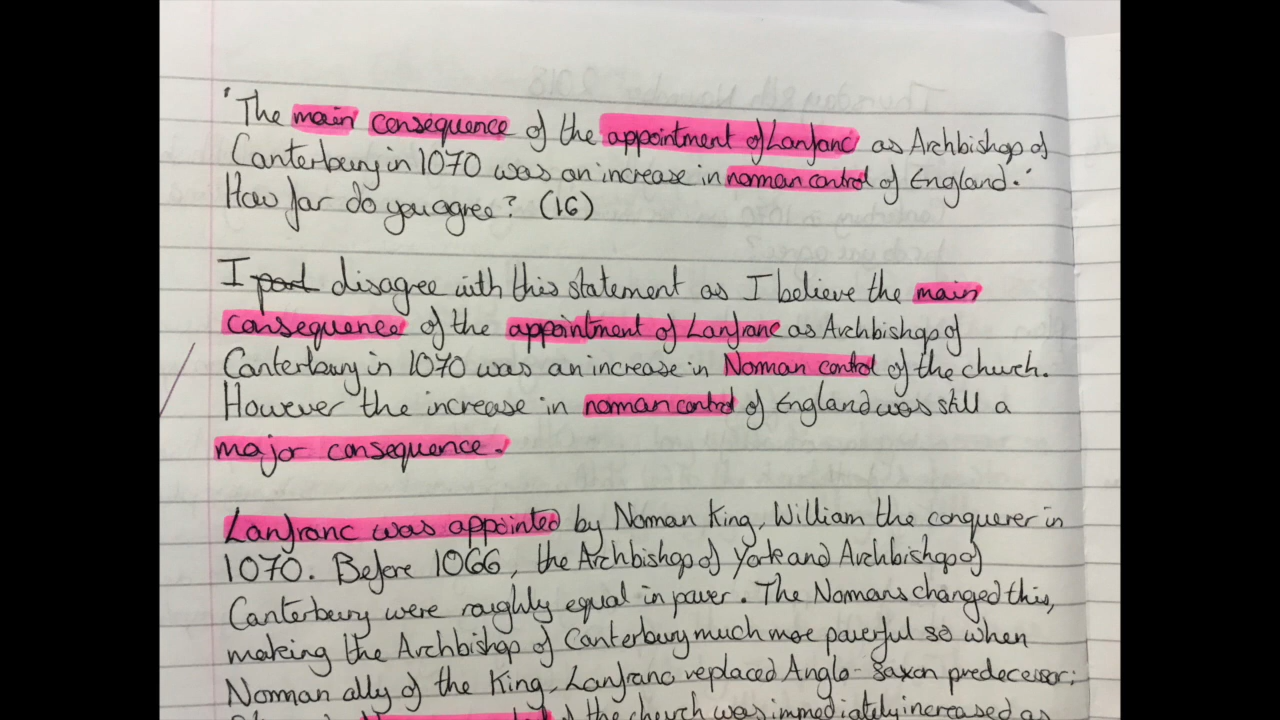 'The main consequence of the appointment of Lanfranc as Archbishop of
Canterbury in 1070 was an increase in norman control of England.'
How far do you agree? (16)
I part disagree with this statement as I believe the main
consequence of the appointment of Lanfranc as Archbishop of
Canterbury in 1070 was an increase in Norman control of the church.
However the increase in norman control of England was still a
major consequence.
Lanfranc was appointed by Norman King, William the conquerer in
1070. Before 1066, the Archbishop of York and Archbishop of
Canterbury were roughly equal in power. The Normans changed this,
making the Archbishop of Canterbury much more powerful so when
Norman ally of the King, Lanfranc replaced Anglo-Saxon predecessor;
of the church was immediately increased as